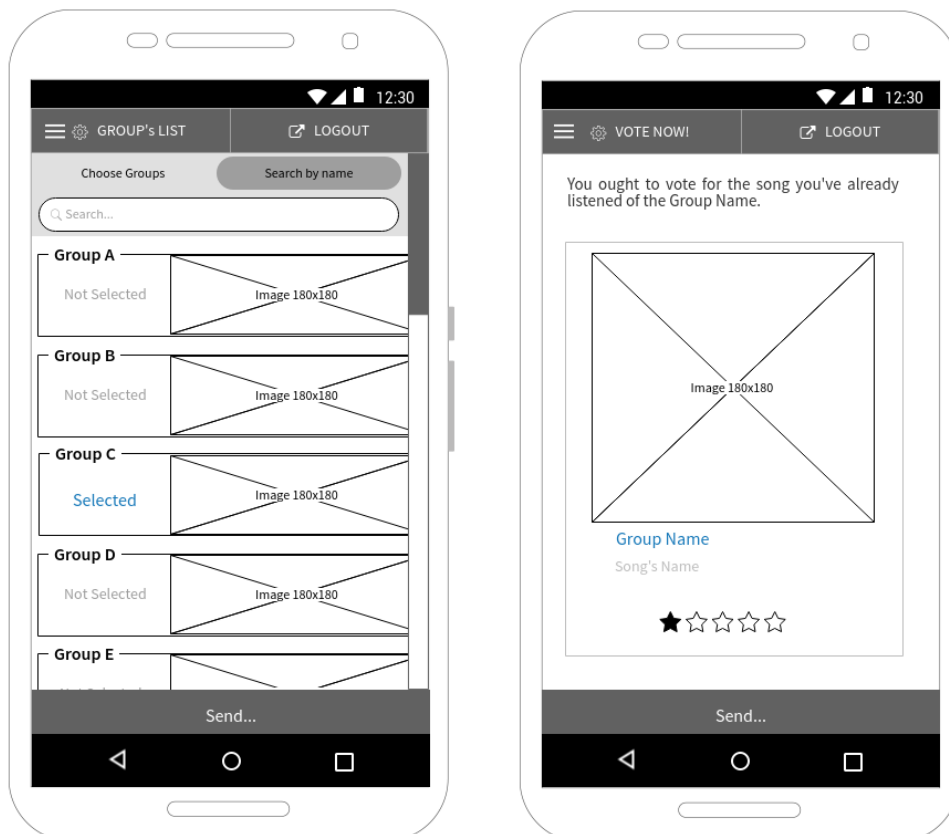 12:30
GROUP's LIST
LOGOUT
Choose Groups
Search by name
Search...
Group A
Not Selected
Image 180x180
Group B
Not Selected
Image 180x180
Group C
Selected
Image 180x180
Group D
Not Selected
Image 180x180
Group E
Send...
12:30
VOTE NOW!
LOGOUT
You ought to vote for the song you've already
listened of the Group Name.
Image 180x180
Group Name
Song's Name
Send...